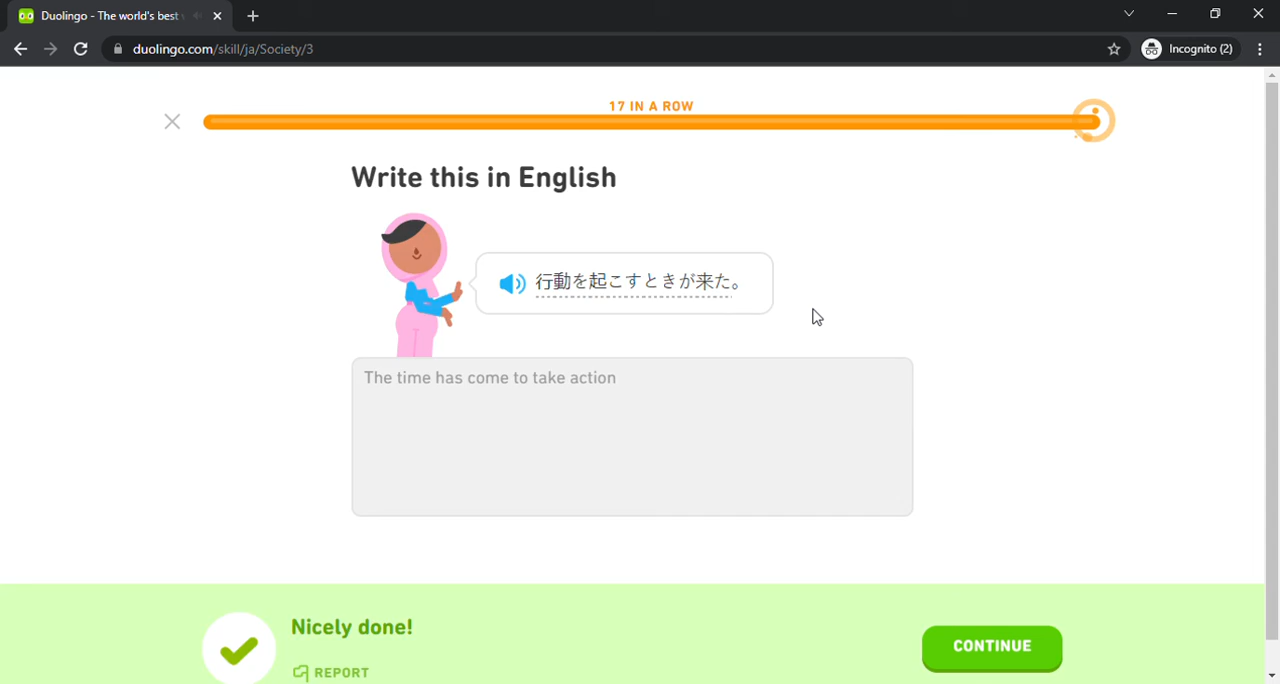 Duolingo - The world's best
duolingo.com/skill/ja/Society/3
Incognito (2)
17 IN A ROW
Write this in English
行動を起こすときが来た。
The time has come to take action
Nicely done!
REPORT
CONTINUE